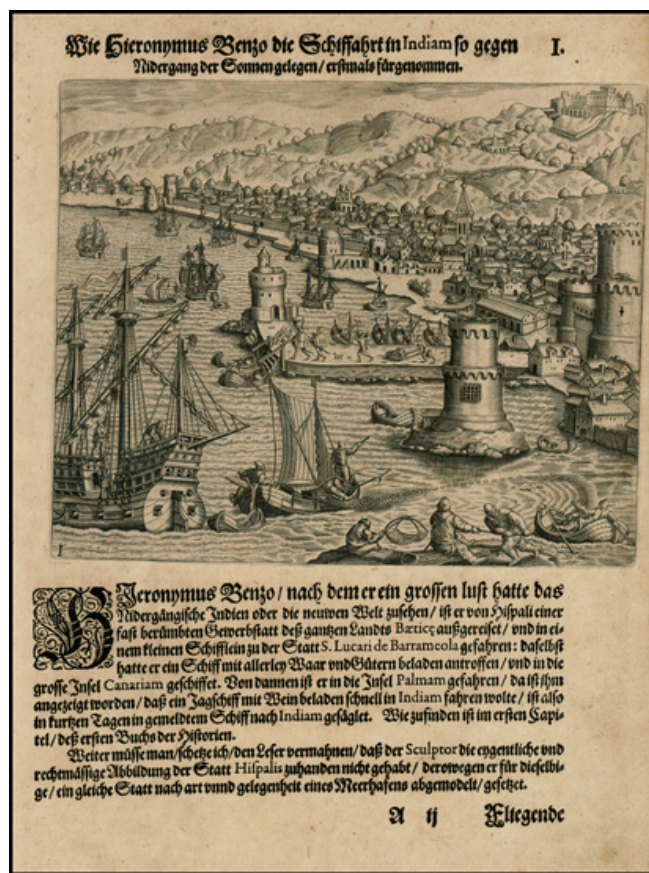 Wie Hieronymus Benzo die Schiffahrt in Indiam so gegen I.
Nidergang der Sonnen gelegen / erstmals fürgenommen.
1
HJeronymus Benzo / nach dem er ein grossen lust hatte das
Nidergängische Indien oder die neuwen Welt zusehen / ist er von Hispali einer
fast berümbten Gewerbstatt deß gantzen Landts Bæticę außgereiset / vnd in ei-
nem kleinen Schifflein zu der Statt S. Lucari de Barrameola gefahren : daselbst
hatte er ein Schiff mit allerley Waar vnd Gütern beladen antroffen / vnd in die
grosse Insel Canariam geschiffet. Von dannen ist er in die Insel Palmam gefahren / da ist jhm
angezeigt worden / daß ein Jagschiff mit Wein beladen schnell in Indiam fahren wolte / ist also
in kurtzen Tagen in gemeldtem Schiff nach Indiam gesäglet. Wie zufinden ist im ersten Capi-
tel / deß ersten Buchs der Historien.
Weiter müsse man / schetz ich / den Leser vermahnen / daß der Sculptor die eygentliche vnd
rechtmässige Abbildung der Statt Hispalis zuhanden nicht gehabt / derowegen er für dieselbi-
ge / ein gleiche Statt nach art vnnd gelegenheit eines Meerhafens abgemodelt / gesetzet.
A ij Fliegende